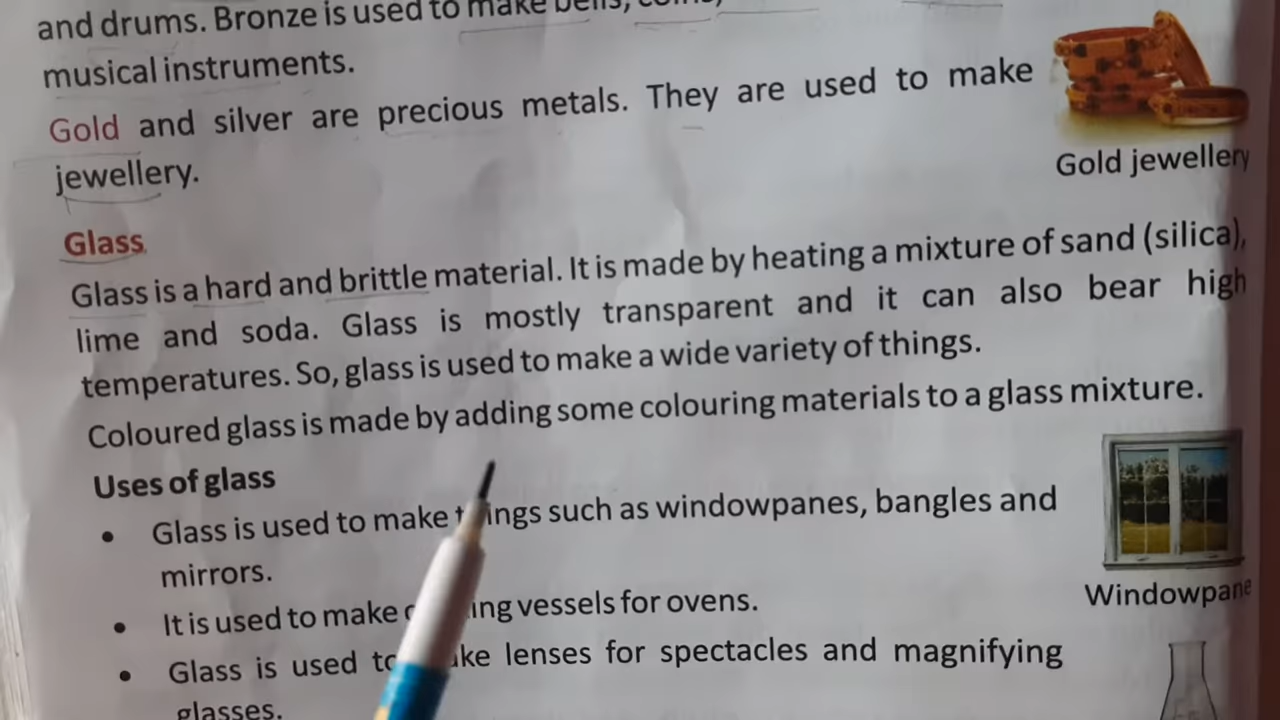 and drums. Bronze is used to make bells, coins,
musical instruments.
Gold and silver are precious metals. They are used to make
jewellery.
Gold jewellery
Glass
Glass is a hard and brittle material. It is made by heating a mixture of sand (silica),
lime and soda. Glass is mostly transparent and it can also bear high
temperatures. So, glass is used to make a wide variety of things.
Coloured glass is made by adding some colouring materials to a glass mixture.
Uses of glass
• Glass is used to make things such as windowpanes, bangles and
mirrors.
Windowpane
• It is used to make vessels for ovens.
• Glass is used to make lenses for spectacles and magnifying
glasses.